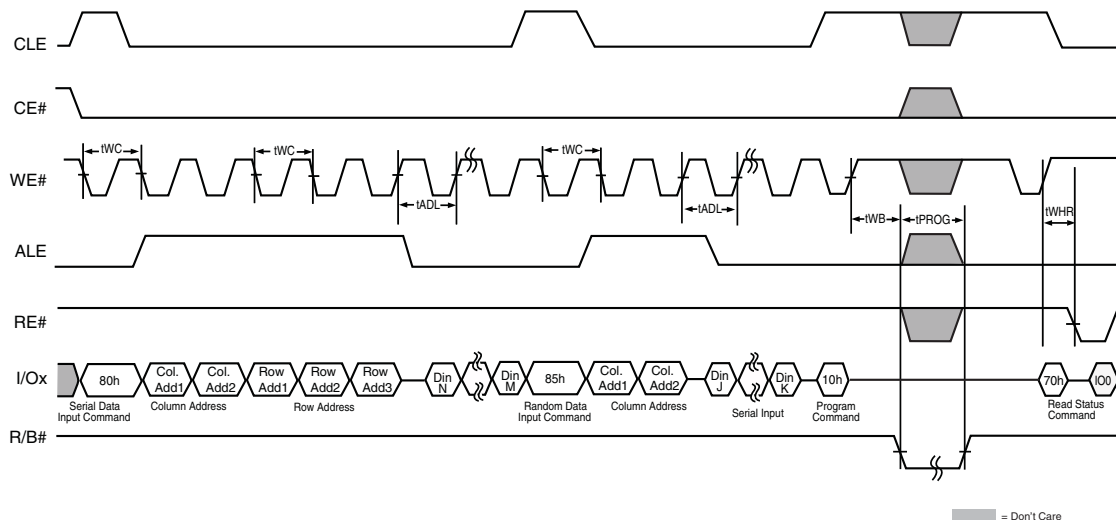 CLE
CE#
tWC
tWC
tWC
WE#
tADL
tADL
tWB
tPROG
tWHR
ALE
RE#
I/Ox
80h
Col. Add1
Col. Add2
Row Add1
Row Add2
Row Add3
Din N
Din M
85h
Col. Add1
Col. Add2
Din J
Din K
10h
70h
I00
Serial Data
Input Command
Column Address
Row Address
Random Data
Input Command
Column Address
Serial Input
Program
Command
Read Status
Command
R/B#
= Don't Care